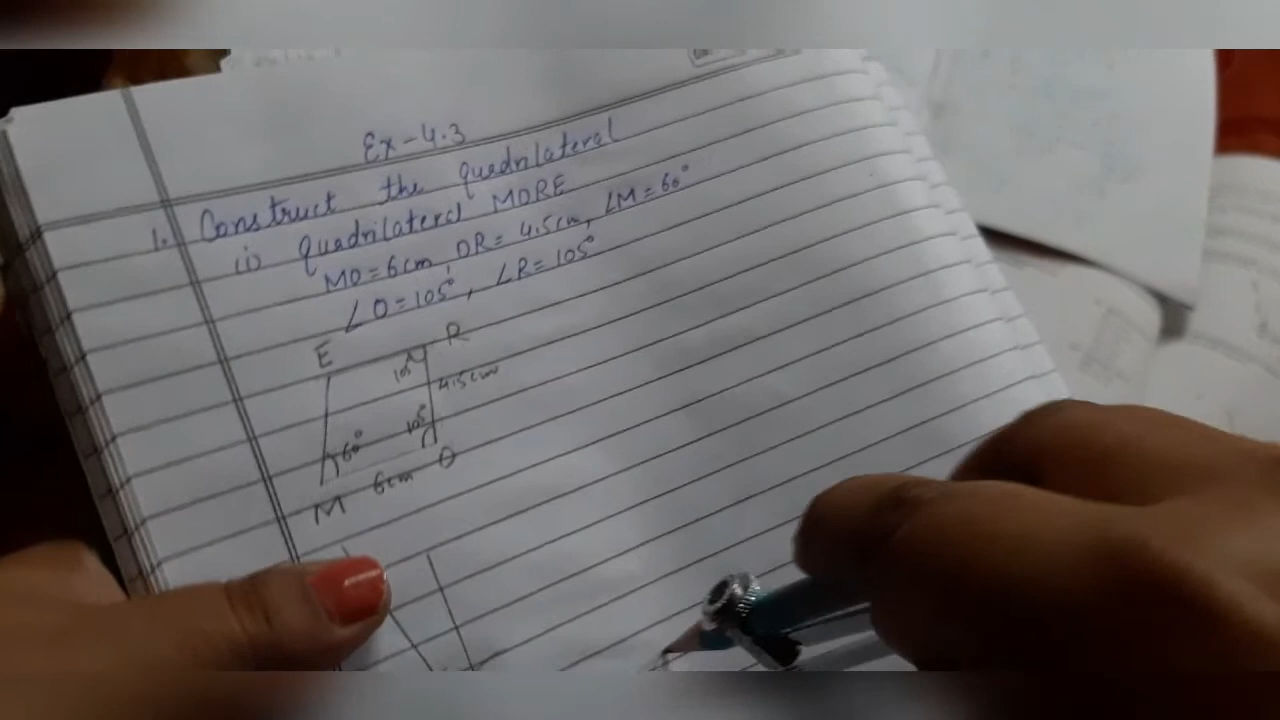 Ex-4.3
1. Construct the quadrilateral
(i) quadrilateral MORE
MO=6cm, OR= 4.5cm, ∠M=60°
∠O=105°, ∠R=105°
E R
105°
4.5cm
60° 105°
M 6cm O